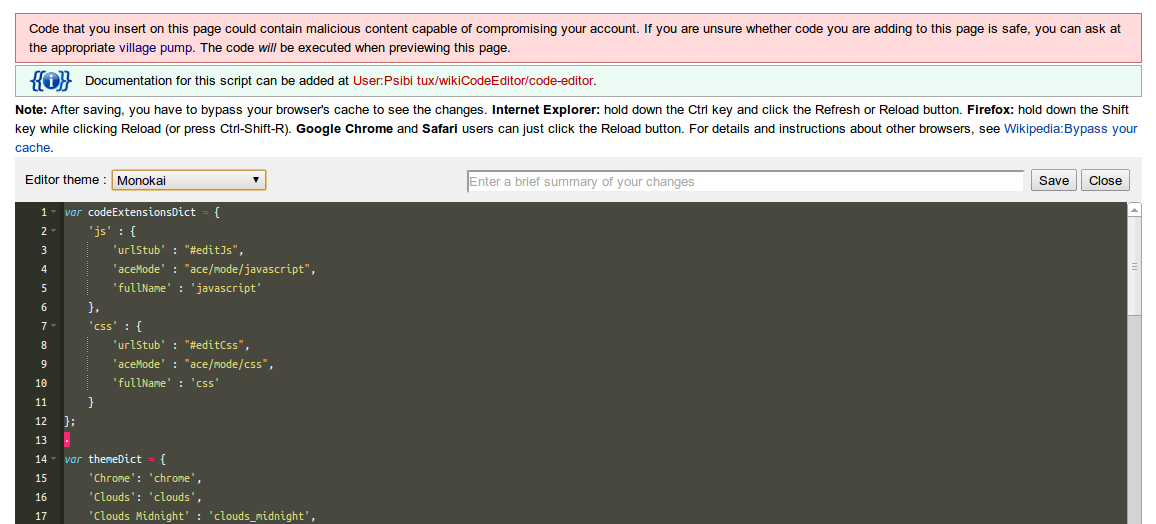 Code that you insert on this page could contain malicious content capable of compromising your account. If you are unsure whether code you are adding to this page is safe, you can ask at
the appropriate village pump. The code will be executed when previewing this page.
{{i}} Documentation for this script can be added at User:Psibi tux/wikiCodeEditor/code-editor.
Note: After saving, you have to bypass your browser's cache to see the changes. Internet Explorer: hold down the Ctrl key and click the Refresh or Reload button. Firefox: hold down the Shift
key while clicking Reload (or press Ctrl-Shift-R). Google Chrome and Safari users can just click the Reload button. For details and instructions about other browsers, see Wikipedia:Bypass your
cache.
Editor theme : Monokai Enter a brief summary of your changes Save Close
1 var codeExtensionsDict = {
2 'js' : {
3 'urlStub' : "#editJs",
4 'aceMode' : "ace/mode/javascript",
5 'fullName' : 'javascript'
6 },
7 'css' : {
8 'urlStub' : "#editCss",
9 'aceMode' : "ace/mode/css",
10 'fullName' : 'css'
11 }
12 };
13 .
14 var themeDict = {
15 'Chrome': 'chrome',
16 'Clouds': 'clouds',
17 'Clouds Midnight' : 'clouds_midnight',